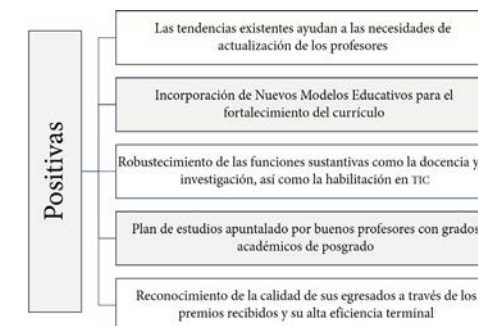 Positivas
Las tendencias existentes ayudan a las necesidades de
actualización de los profesores
Incorporación de Nuevos Modelos Educativos para el
fortalecimiento del currículo
Robustecimiento de las funciones sustantivas como la docencia y
investigación, así como la habilitación en TIC
Plan de estudios apuntalado por buenos profesores con grados
académicos de posgrado
Reconocimiento de la calidad de sus egresados a través de los
premios recibidos y su alta eficiencia terminal